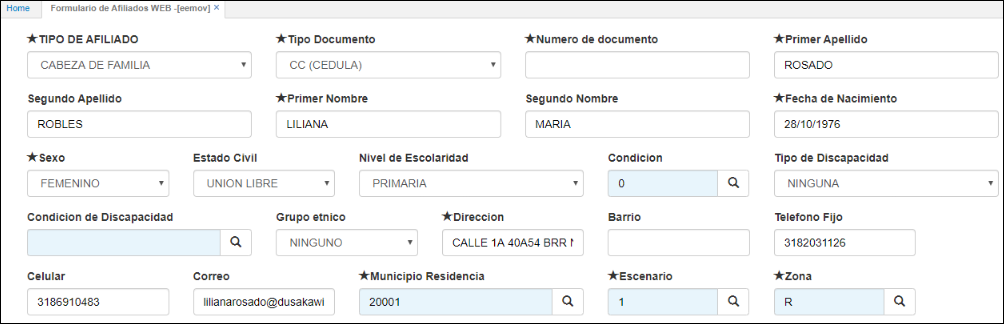 Home Formulario de Afiliados WEB -[eemov] ×
★TIPO DE AFILIADO ★Tipo Documento ★Numero de documento ★Primer Apellido
CABEZA DE FAMILIA CC (CEDULA) ROSADO
Segundo Apellido ★Primer Nombre Segundo Nombre ★Fecha de Nacimiento
ROBLES LILIANA MARIA 28/10/1976
★Sexo Estado Civil Nivel de Escolaridad Condicion Tipo de Discapacidad
FEMENINO UNION LIBRE PRIMARIA 0 NINGUNA
Condicion de Discapacidad Grupo etnico ★Direccion Barrio Telefono Fijo
NINGUNO CALLE 1A 40A54 BRR 3182031126
Celular Correo ★Municipio Residencia ★Escenario ★Zona
3186910483 lilianarosado@dusakawi 20001 1 R